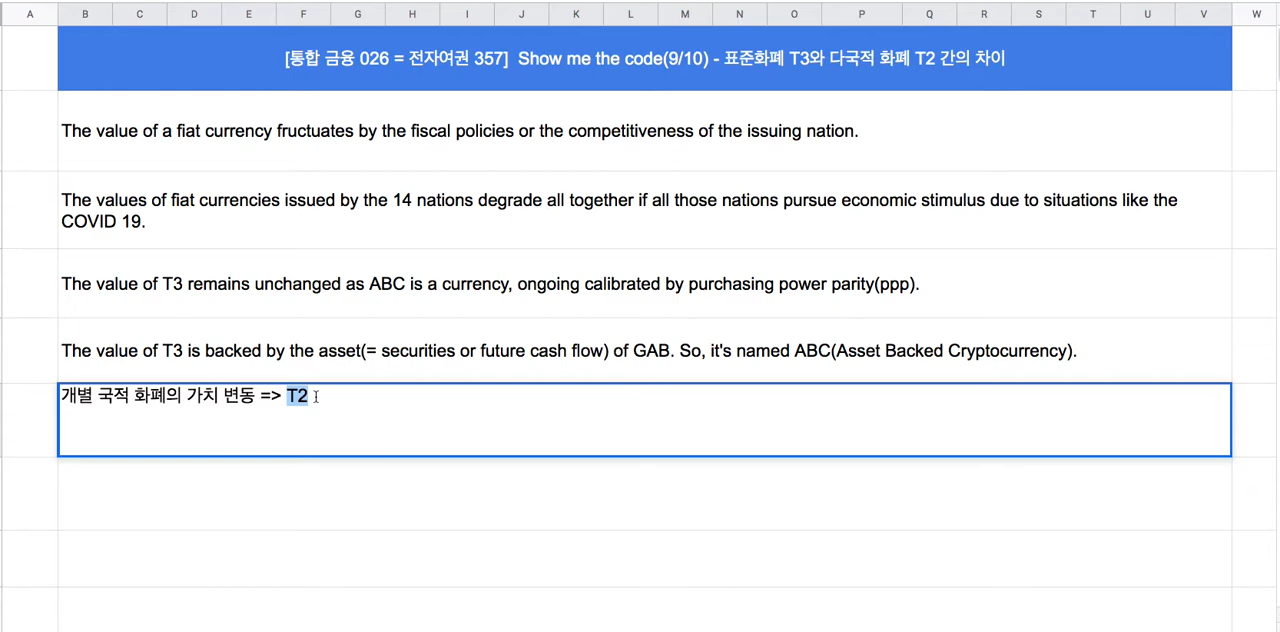 A B C D E F G H I J K L M N O P Q R S T U V W
[통합 금융 026 = 전자여권 357] Show me the code(9/10) - 표준화폐 T3와 다국적 화폐 T2 간의 차이
The value of a fiat currency fructuates by the fiscal policies or the competitiveness of the issuing nation.
The values of fiat currencies issued by the 14 nations degrade all together if all those nations pursue economic stimulus due to situations like the
COVID 19.
The value of T3 remains unchanged as ABC is a currency, ongoing calibrated by purchasing power parity(ppp).
The value of T3 is backed by the asset(= securities or future cash flow) of GAB. So, it's named ABC(Asset Backed Cryptocurrency).
개별 국적 화폐의 가치 변동 => T2